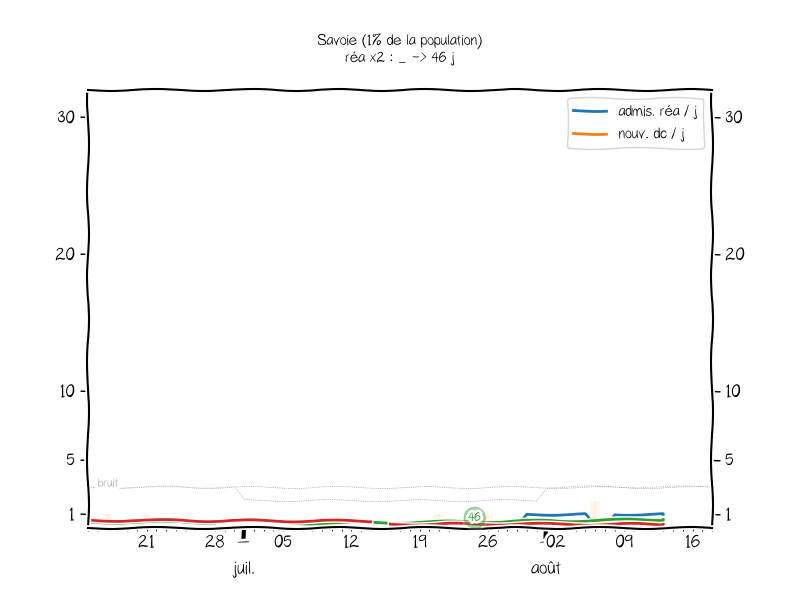 Savoie (1% de la population)
réa x2 : _ -> 46 j
admis. réa / j
nouv. dc / j
30
30
20
20
10
10
5
5
bruit
46
1
1
21
28
05
12
19
26
02
09
16
juil.
août